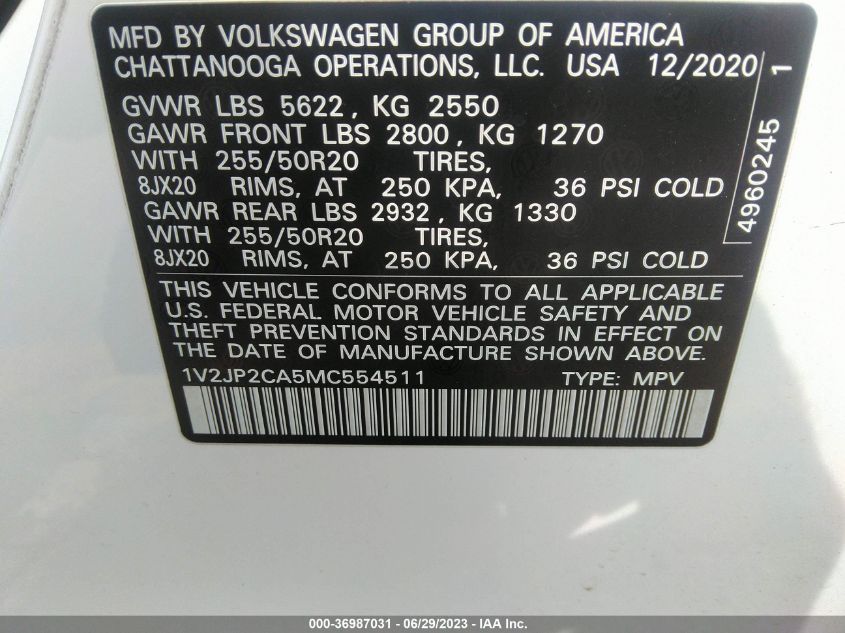 MFD BY VOLKSWAGEN GROUP OF AMERICA
CHATTANOOGA OPERATIONS, LLC. USA 12/2020
GVWR LBS 5622, KG 2550
GAWR FRONT LBS 2800, KG 1270
WITH 255/50R20 TIRES,
8JX20 RIMS, AT 250 KPA, 36 PSI COLD
GAWR REAR LBS 2932, KG 1330
WITH 255/50R20 TIRES,
8JX20 RIMS, AT 250 KPA, 36 PSI COLD
THIS VEHICLE CONFORMS TO ALL APPLICABLE
U.S. FEDERAL MOTOR VEHICLE SAFETY AND
THEFT PREVENTION STANDARDS IN EFFECT ON
THE DATE OF MANUFACTURE SHOWN ABOVE.
1V2JP2CA5MC554511 TYPE: MPV
4960245 1
000-36987031 - 06/29/2023 - IAA Inc.